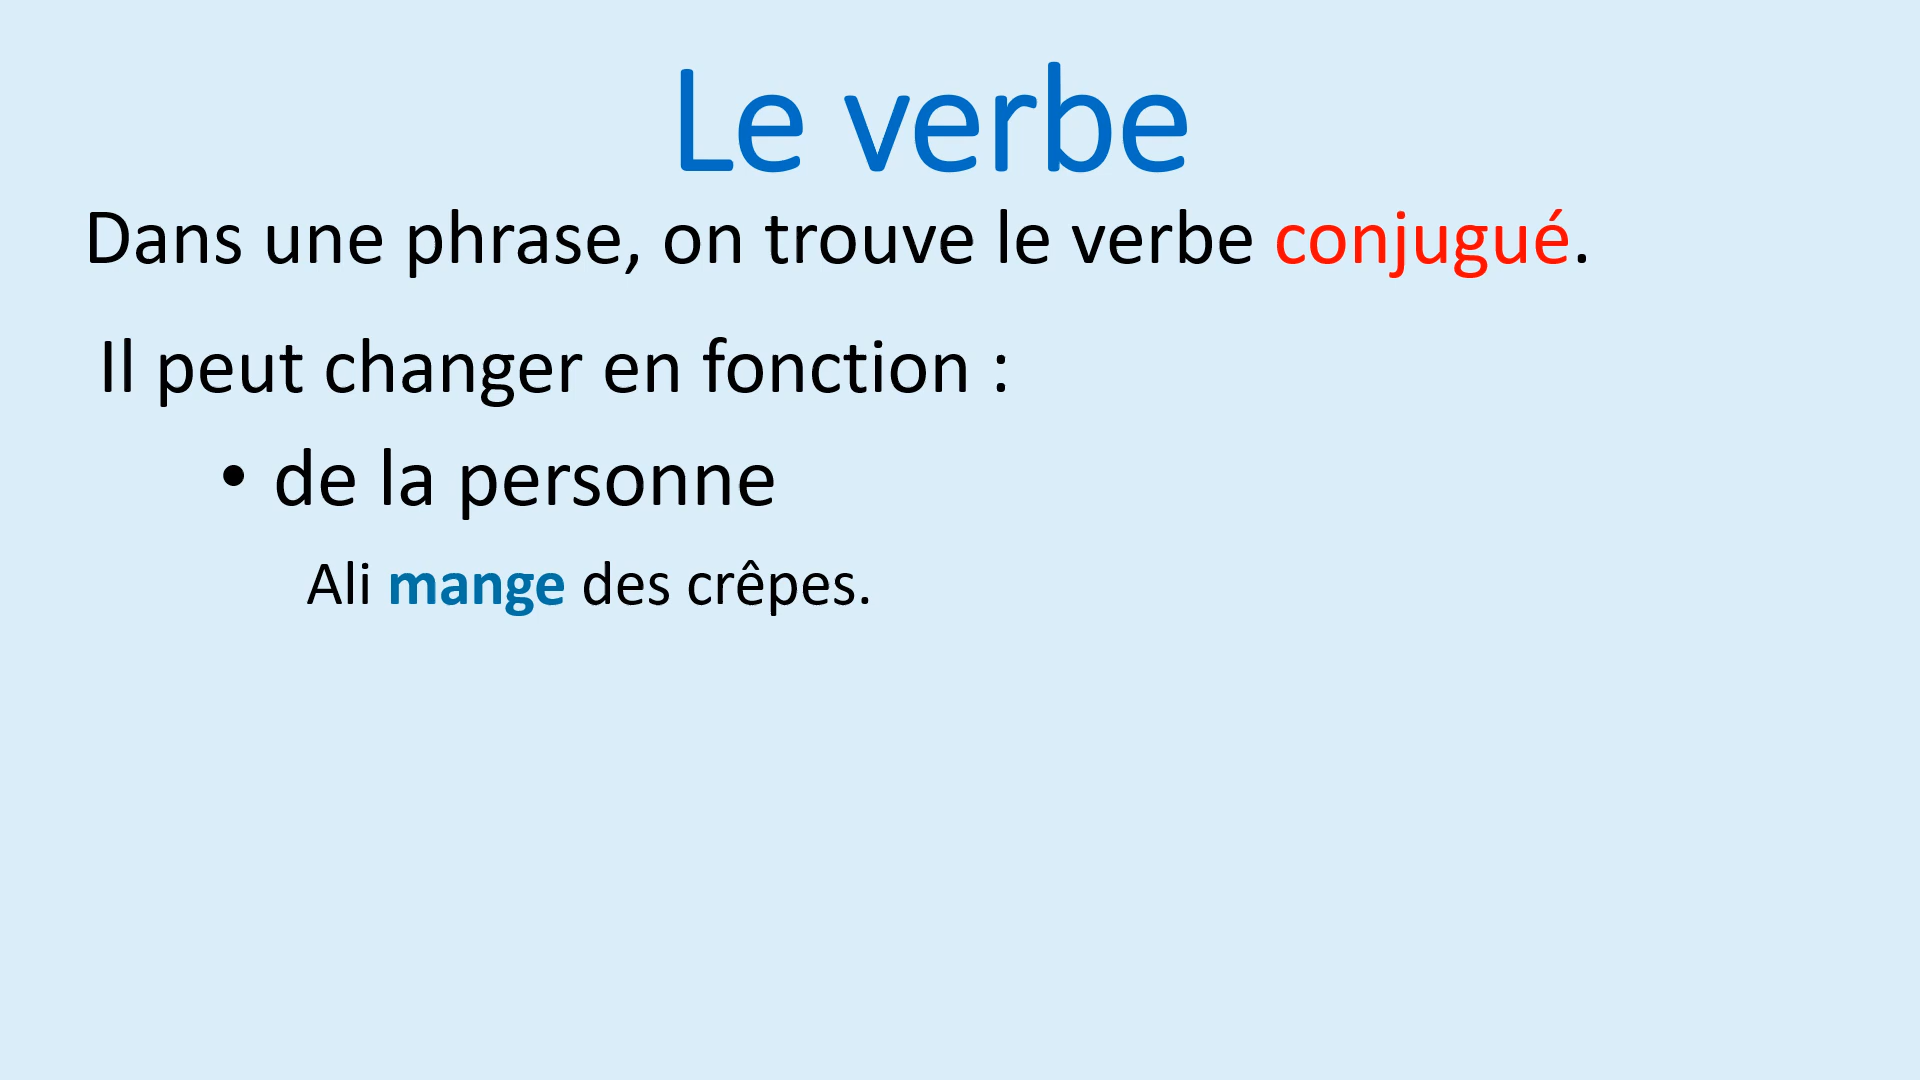 Le verbe
Dans une phrase, on trouve le verbe conjugué.
Il peut changer en fonction :
• de la personne
Ali mange des crêpes.